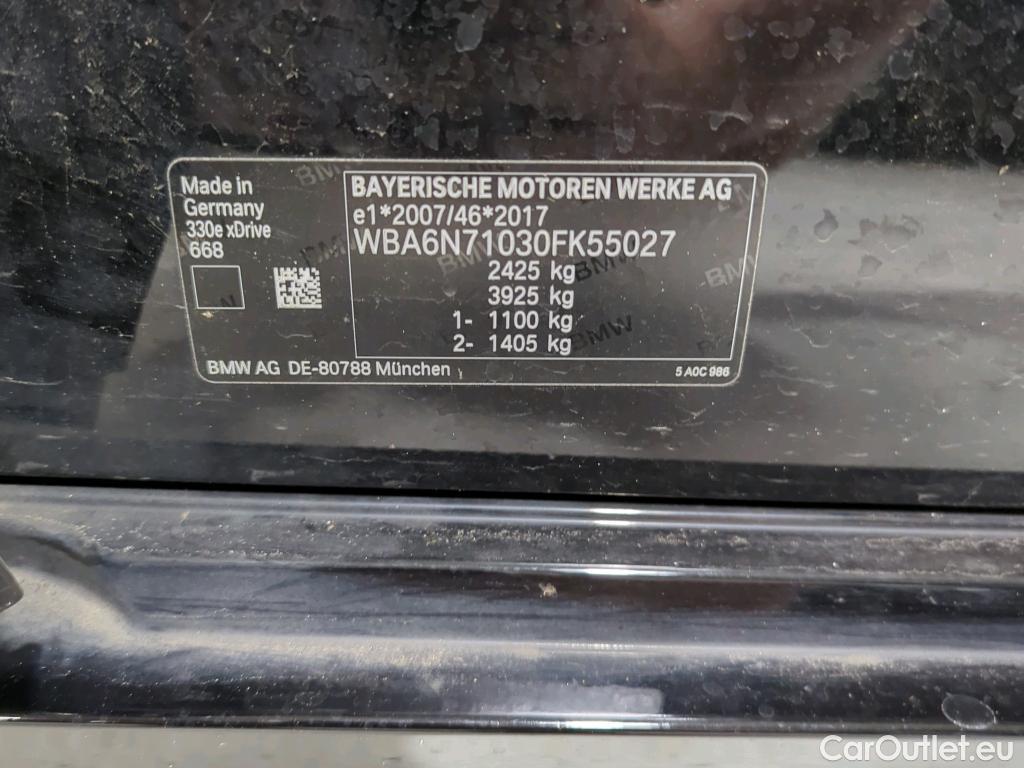 Made in
Germany
330e xDrive
668
BAYERISCHE MOTOREN WERKE AG
e1*2007/46*2017
WBA6N71030FK55027
2425 kg
3925 kg
1- 1100 kg
2- 1405 kg
BMW AG DE-80788 München
5 A0C 986
CarOutlet.eu